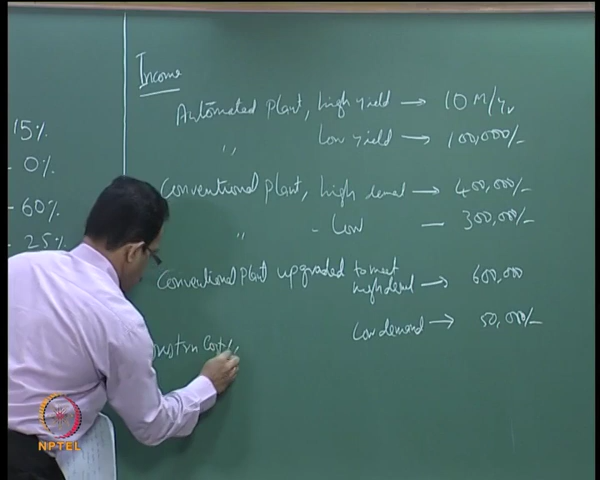 15%
- 0%
- 60%
- 25%
Income
Automated plant, high yield → 10 M/yr
" Low yield → 100,000/-
Conventional plant, high demand → 400,000/-
" - Low — 300,000/-
Conventional plant upgraded to meet high demand → 600,000
Low demand → 50,000/-
Cost
NPTEL